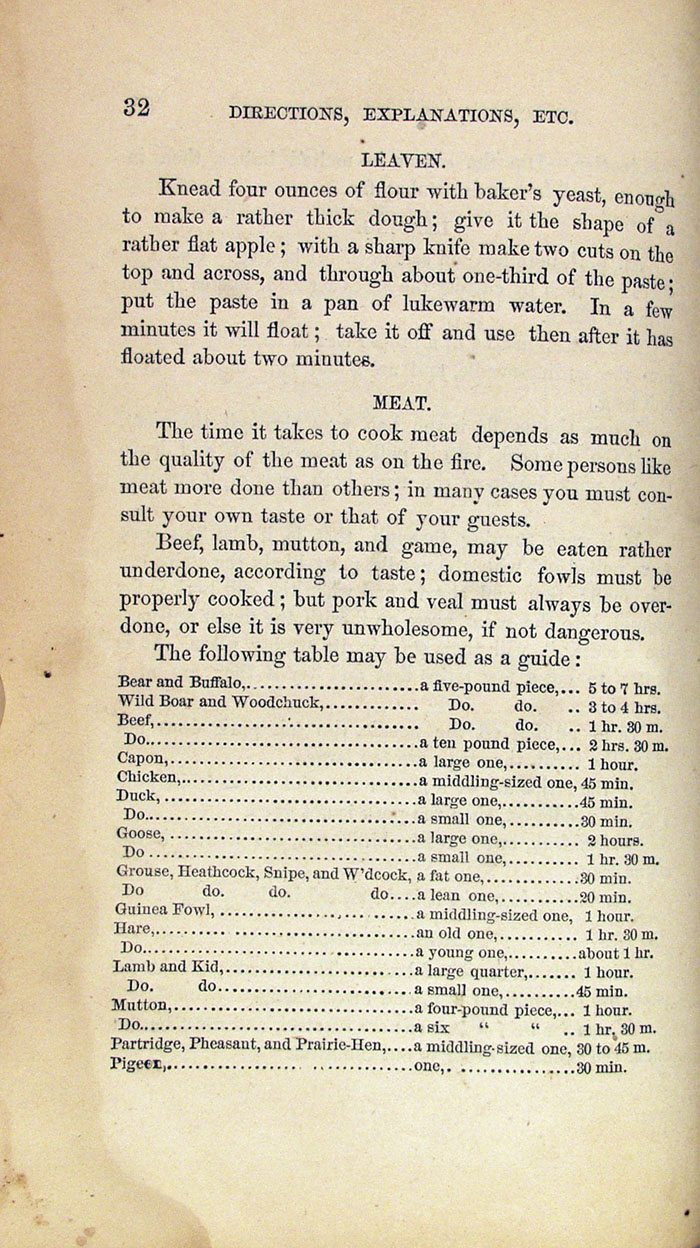 32 DIRECTIONS, EXPLANATIONS, ETC.
LEAVEN.
Knead four ounces of flour with baker's yeast, enough
to make a rather thick dough; give it the shape of a
rather flat apple; with a sharp knife make two cuts on the
top and across, and through about one-third of the paste;
put the paste in a pan of lukewarm water. In a few
minutes it will float; take it off and use then after it has
floated about two minutes.
MEAT.
The time it takes to cook meat depends as much on
the quality of the meat as on the fire. Some persons like
meat more done than others; in many cases you must con-
sult your own taste or that of your guests.
Beef, lamb, mutton, and game, may be eaten rather
underdone, according to taste; domestic fowls must be
properly cooked; but pork and veal must always be over-
done, or else it is very unwholesome, if not dangerous.
The following table may be used as a guide:
Bear and Buffalo,........................a five-pound piece,... 5 to 7 hrs.
Wild Boar and Woodchuck,............. Do. do. .. 3 to 4 hrs.
Beef,..................................... Do. do. .. 1 hr. 30 m.
Do......................................a ten pound piece,... 2 hrs. 30 m.
Capon,...................................a large one,.......... 1 hour.
Chicken,.................................a middling-sized one, 45 min.
Duck,....................................a large one,...........45 min.
Do......................................a small one,..........30 min.
Goose,...................................a large one,........... 2 hours.
Do......................................a small one,.......... 1 hr. 30 m.
Grouse, Heathcock, Snipe, and W'dcock, a fat one,..............30 min.
Do do. do. do....a lean one,............20 min.
Guinea Fowl,............................a middling-sized one, 1 hour.
Hare,....................................an old one,............ 1 hr. 30 m.
Do......................................a young one,..........about 1 hr.
Lamb and Kid,...........................a large quarter,....... 1 hour.
Do. do............................a small one,..........45 min.
Mutton,..................................a four-pound piece,... 1 hour.
Do......................................a six " " .. 1 hr. 30 m.
Partridge, Pheasant, and Prairie-Hen,....a middling-sized one, 30 to 45 m.
Pigeon,..................................one,..................30 min.